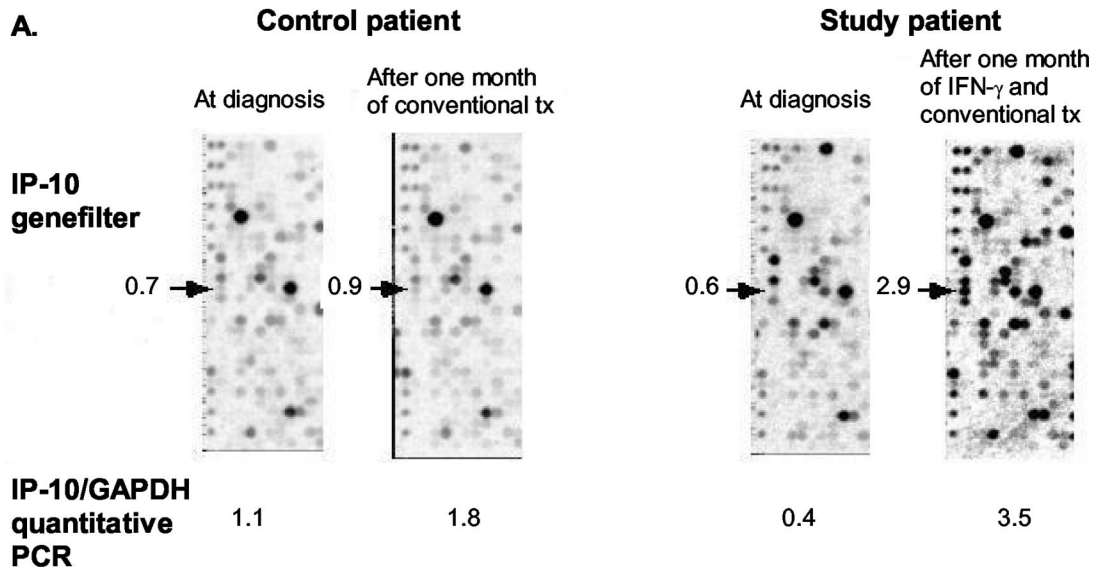 A.
Control patient
Study patient
At diagnosis
After one month
of conventional tx
At diagnosis
After one month
of IFN-γ and
conventional tx
IP-10
genefilter
0.7
0.9
0.6
2.9
IP-10/GAPDH
quantitative
PCR
1.1
1.8
0.4
3.5